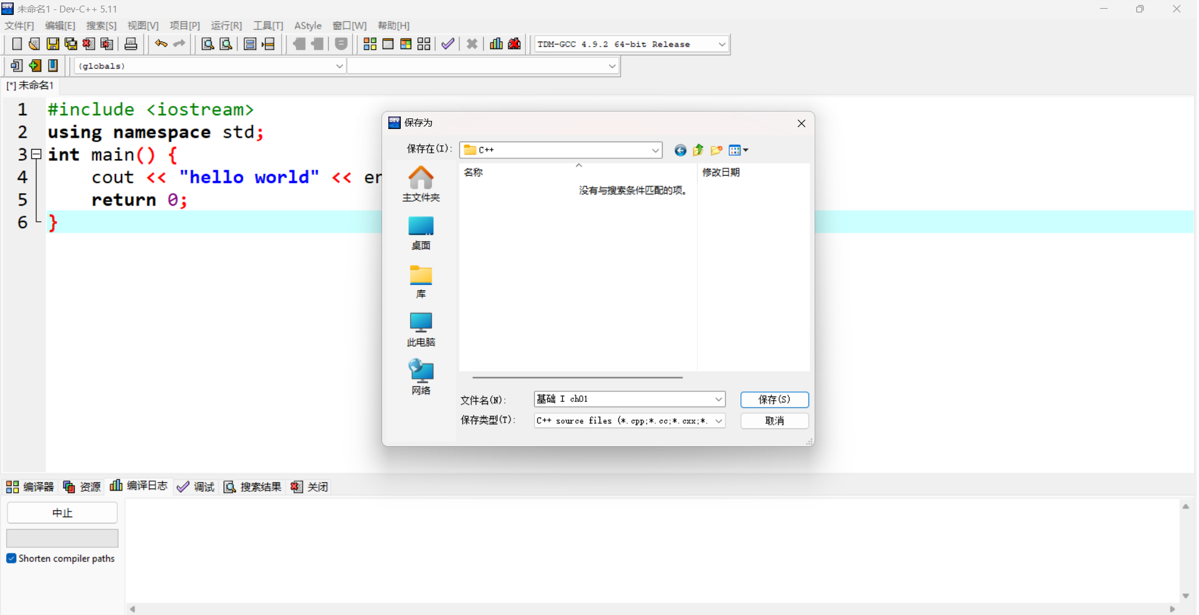 未命名1 - Dev-C++ 5.11
文件[F] 编辑[E] 搜索[S] 视图[V] 项目[P] 运行[R] 工具[T] AStyle 窗口[W] 帮助[H]
TDM-GCC 4.9.2 64-bit Release
(globals)
[*] 未命名1
1 #include <iostream>
2 using namespace std;
3 int main() {
4 cout << "hello world" << en
5 return 0;
6 }
保存为
保存在(I): C++
名称 修改日期
没有与搜索条件匹配的项。
主文件夹
桌面
库
此电脑
网络
文件名(N): 基础 I ch01 保存(S)
保存类型(T): C++ source files (*.cpp;*.cc;*.cxx;*. 取消
编译器 资源 编译日志 调试 搜索结果 关闭
中止
Shorten compiler paths